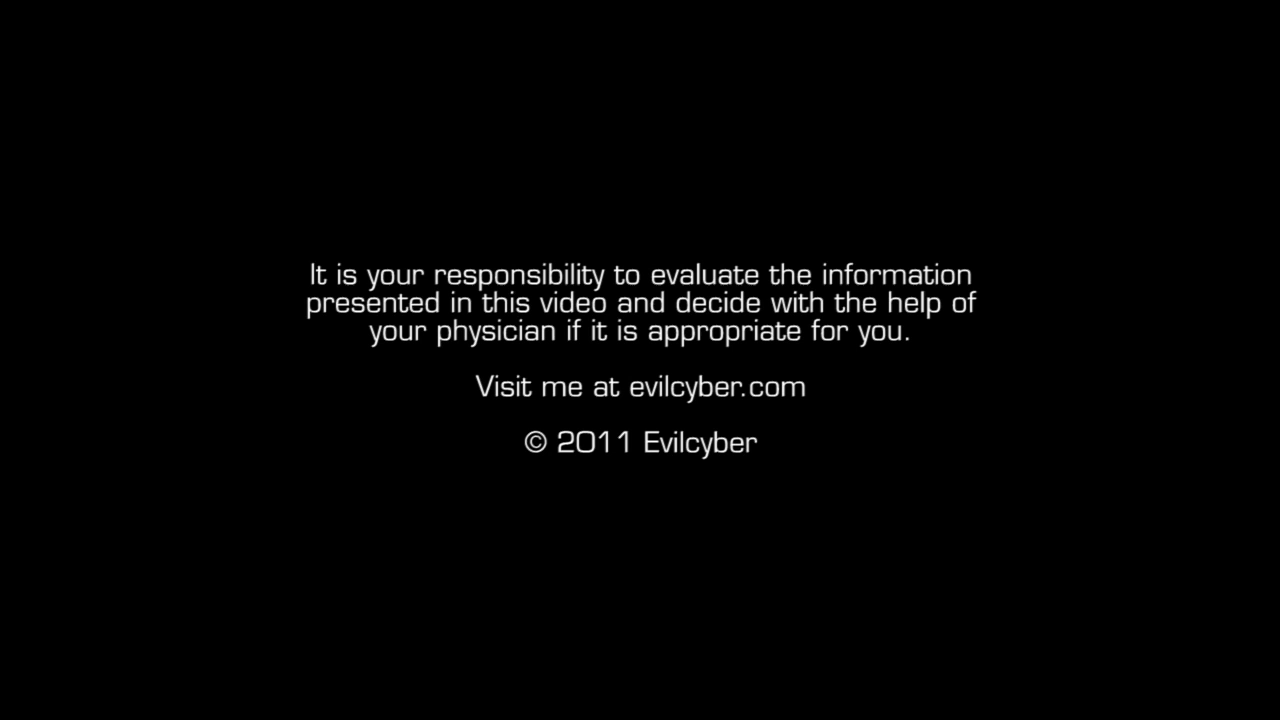 It is your responsibility to evaluate the information
presented in this video and decide with the help of
your physician if it is appropriate for you.
Visit me at evilcyber.com
© 2011 Evilcyber